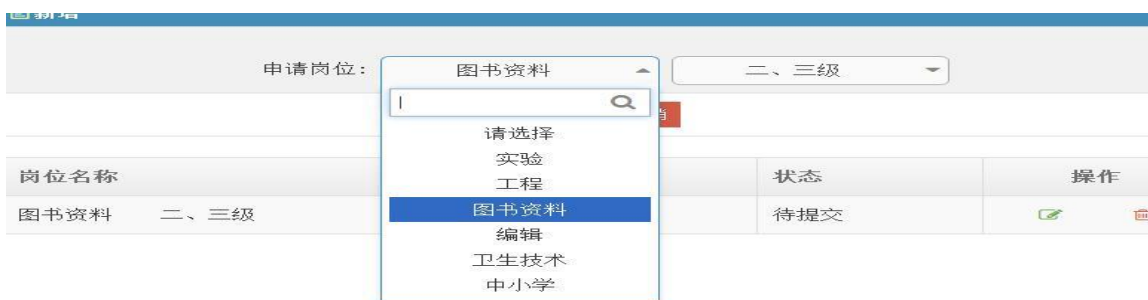 新增
申请岗位： 图书资料 二、三级
请选择
实验
岗位名称 状态 操作
工程
图书资料 二、三级 图书资料 待提交
编辑
卫生技术
中小学